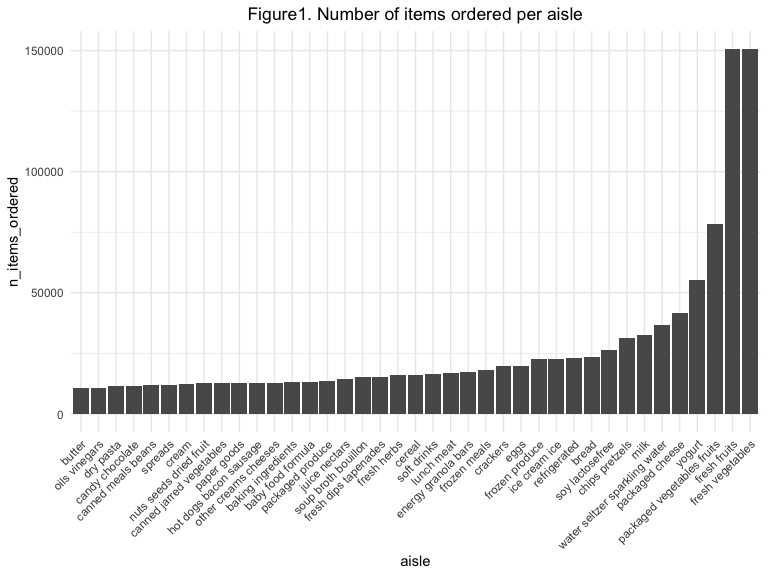 Figure1. Number of items ordered per aisle
n_items_ordered
150000
100000
50000
0
butter
oils vinegars
dry pasta
candy chocolate
canned meals beans
spreads
cream
nuts seeds dried fruit
canned jarred vegetables
paper goods
hot dogs bacon sausage
other creams cheeses
baking ingredients
baby food formula
packaged produce
juice nectars
soup broth bouillon
fresh dips tapenades
fresh herbs
cereal
soft drinks
lunch meat
energy granola bars
frozen meals
crackers
eggs
frozen produce
ice cream ice
refrigerated
bread
soy lactosefree
chips pretzels
milk
water seltzer sparkling water
packaged cheese
yogurt
packaged vegetables fruits
fresh fruits
fresh vegetables
aisle